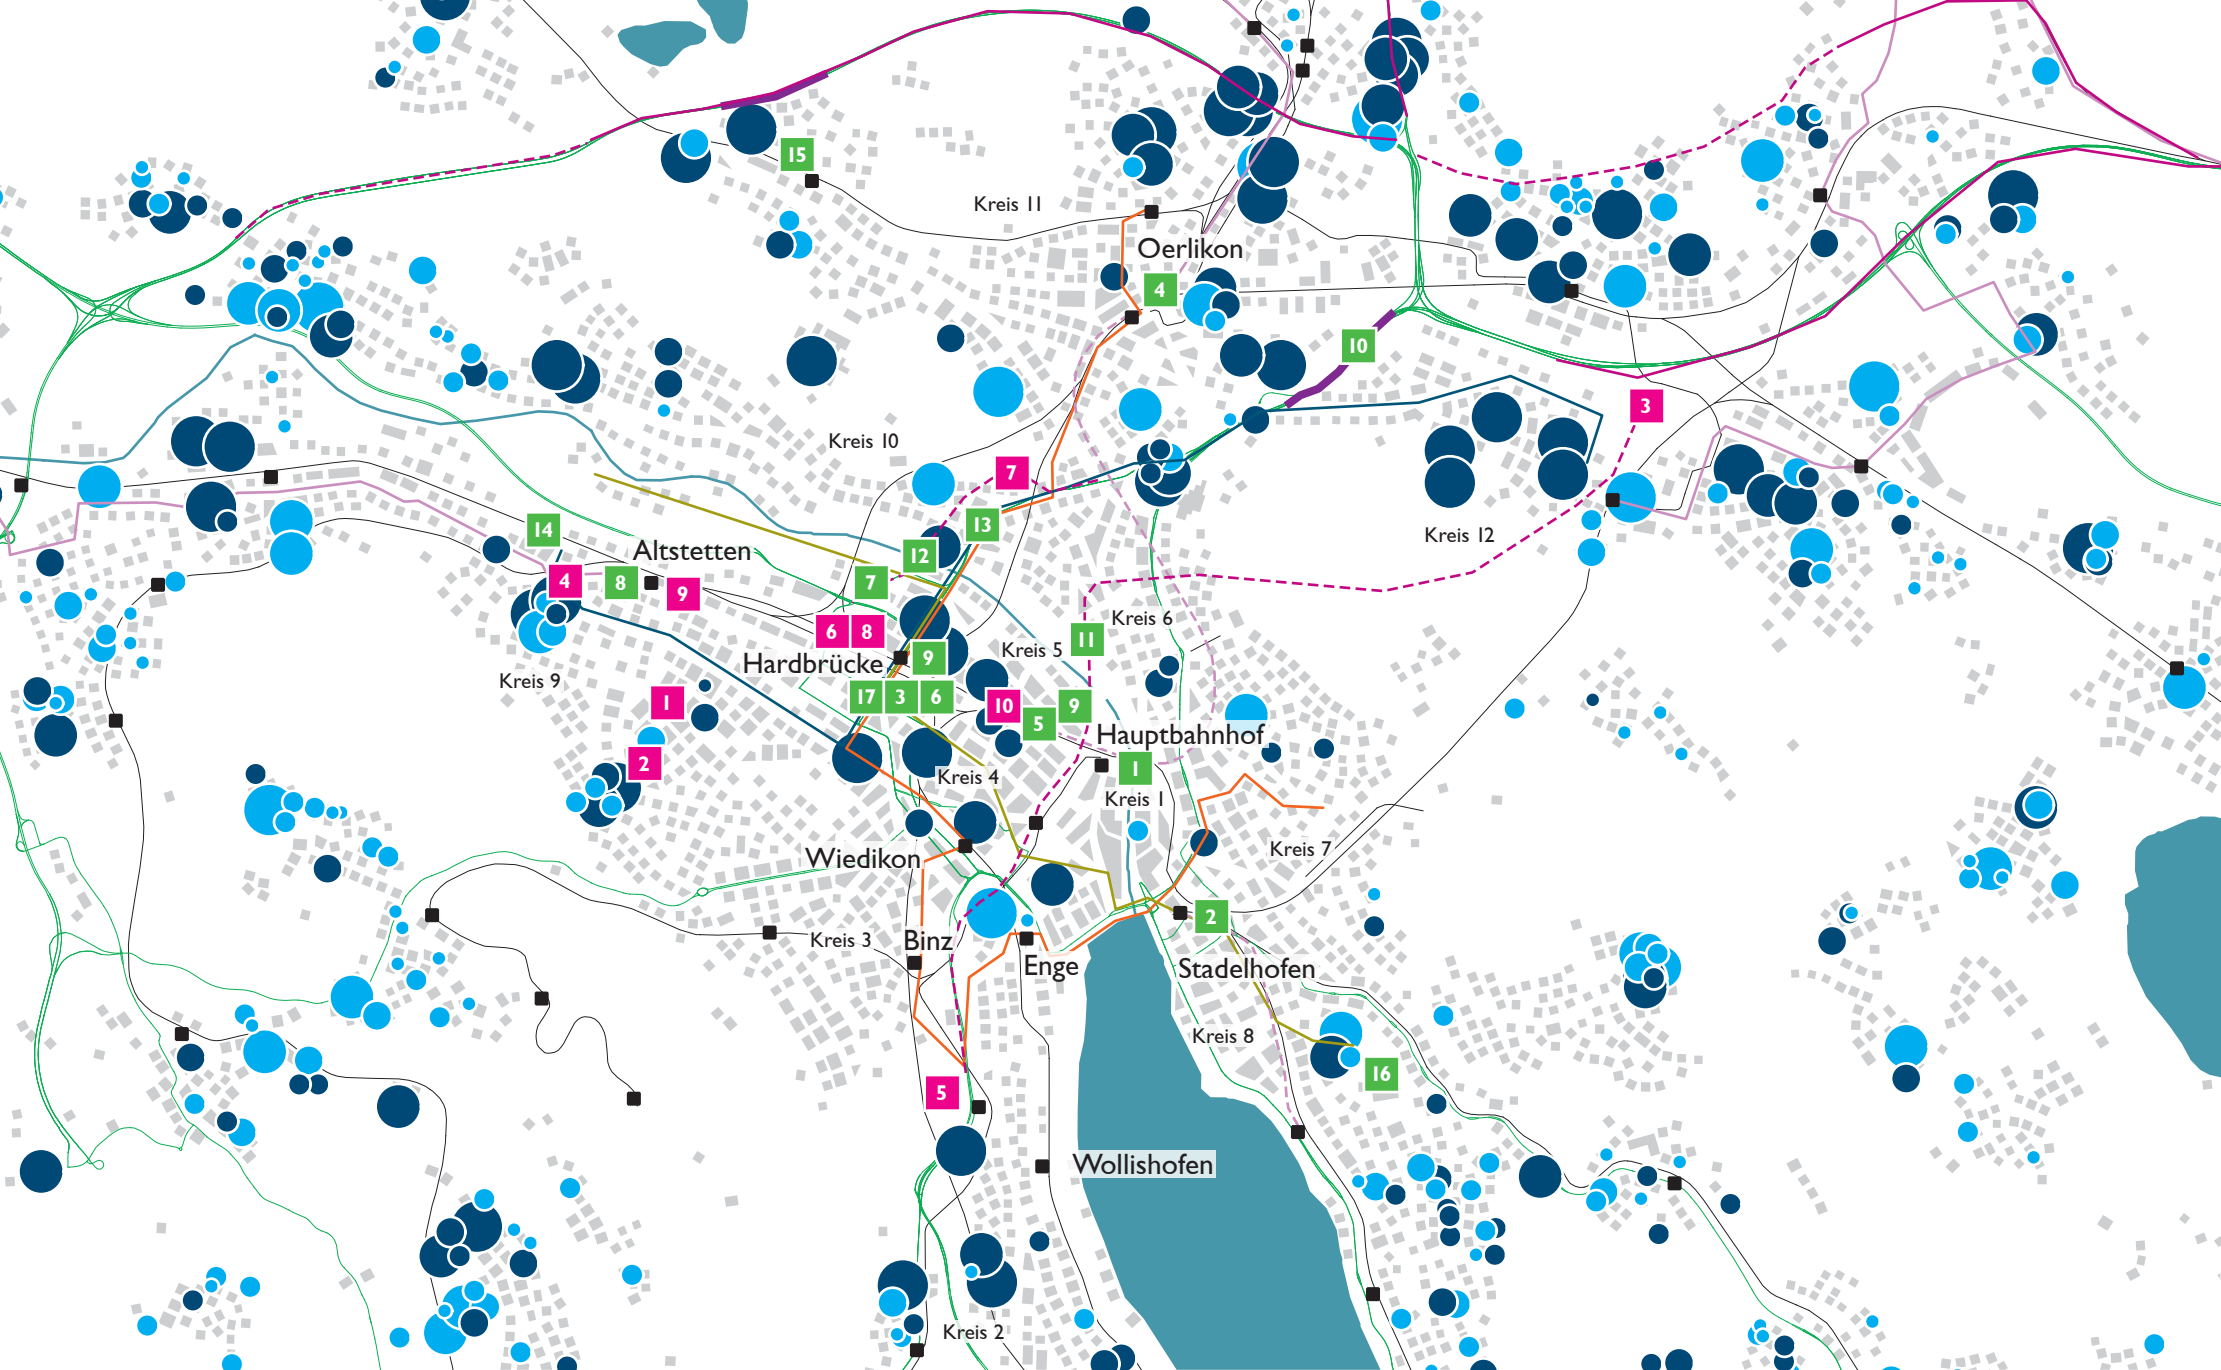 15
Kreis 11
Oerlikon
4
10
3
Kreis 10
7
14
13
Kreis 12
Altstetten
12
4
8
9
7
6
8
Kreis 6
11
Kreis 5
Hardbrücke
9
Kreis 9
1
17
3
6
10
9
5
Hauptbahnhof
2
Kreis 4
1
Kreis 1
Wiedikon
Kreis 7
2
Kreis 3
Binz
Enge
Stadelhofen
Kreis 8
16
5
Wollishofen
Kreis 2